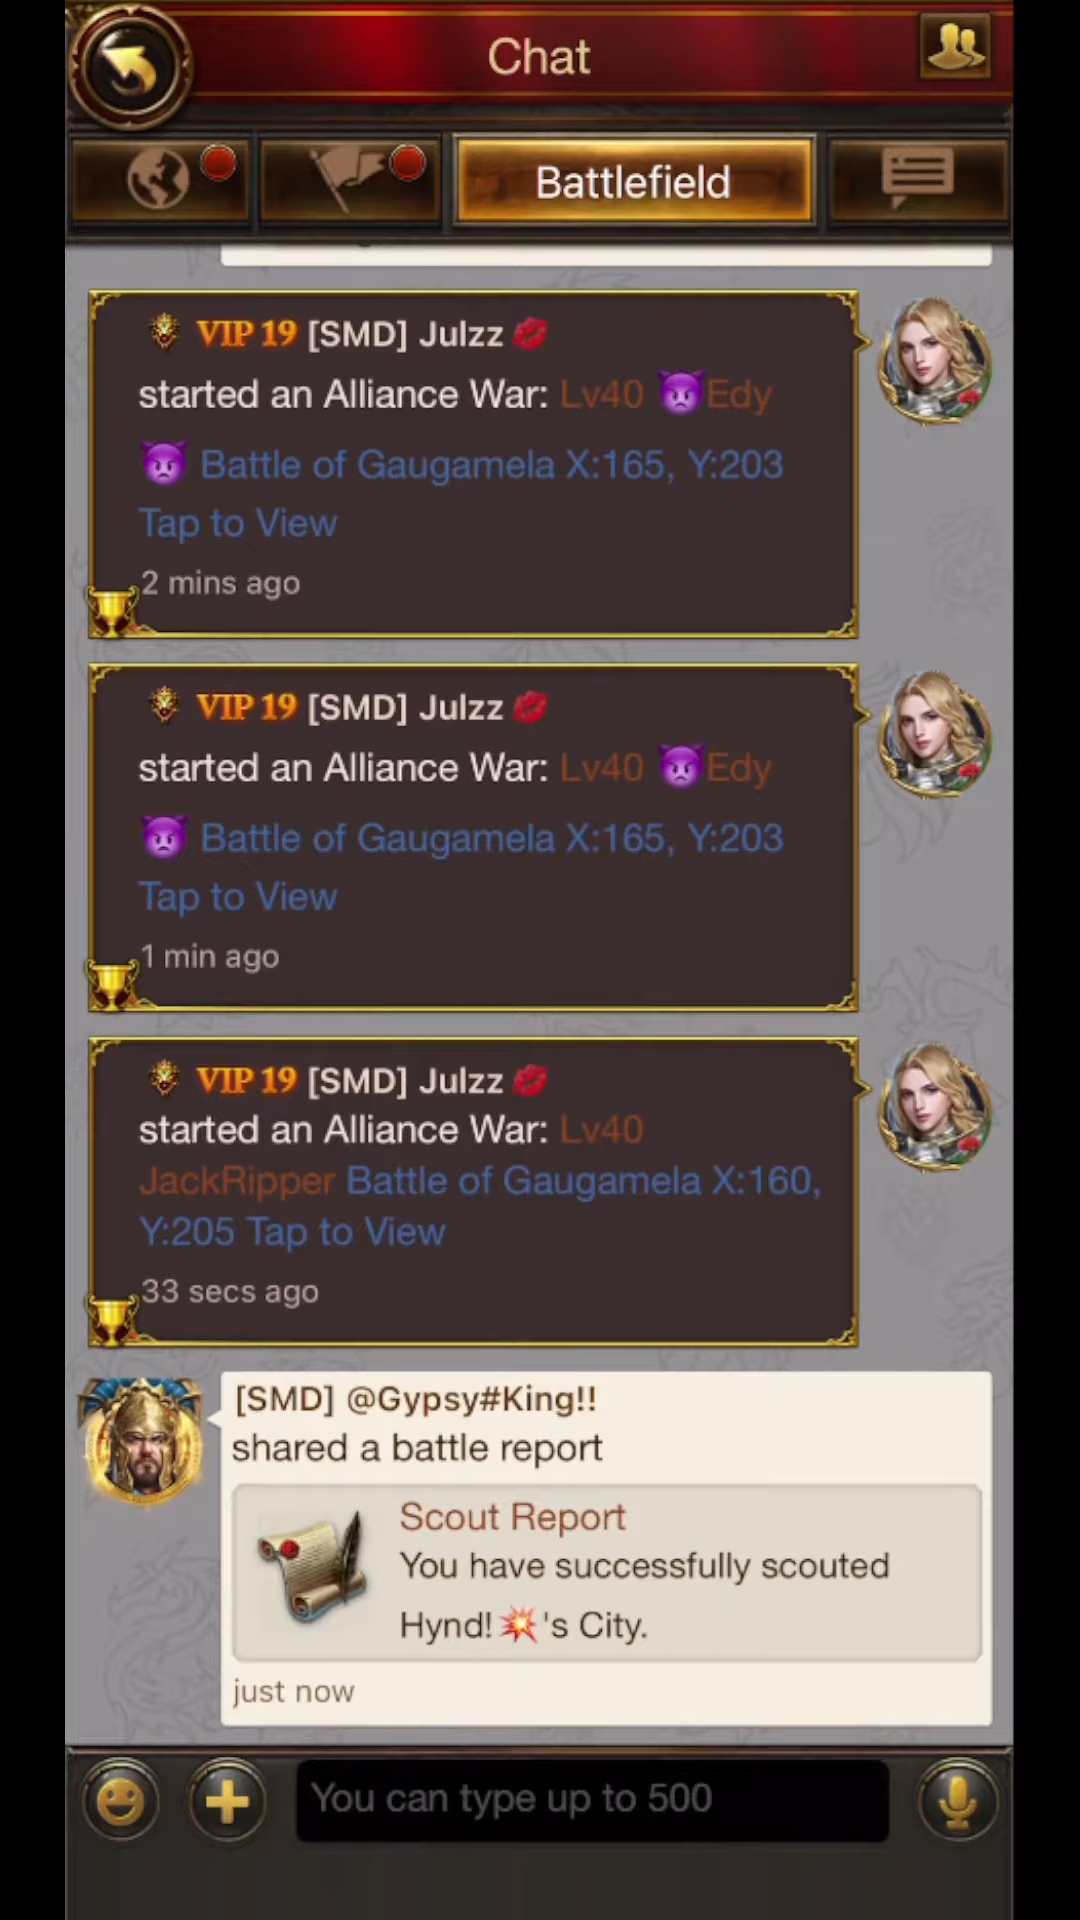 Chat
Battlefield
VIP 19 [SMD] Julzz💋
started an Alliance War: Lv40 👿Edy
👿 Battle of Gaugamela X:165, Y:203
Tap to View
2 mins ago
VIP 19 [SMD] Julzz💋
started an Alliance War: Lv40 👿Edy
👿 Battle of Gaugamela X:165, Y:203
Tap to View
1 min ago
VIP 19 [SMD] Julzz💋
started an Alliance War: Lv40
JackRipper Battle of Gaugamela X:160,
Y:205 Tap to View
33 secs ago
[SMD] @Gypsy#King!!
shared a battle report
Scout Report
You have successfully scouted
Hynd!💥's City.
just now
You can type up to 500